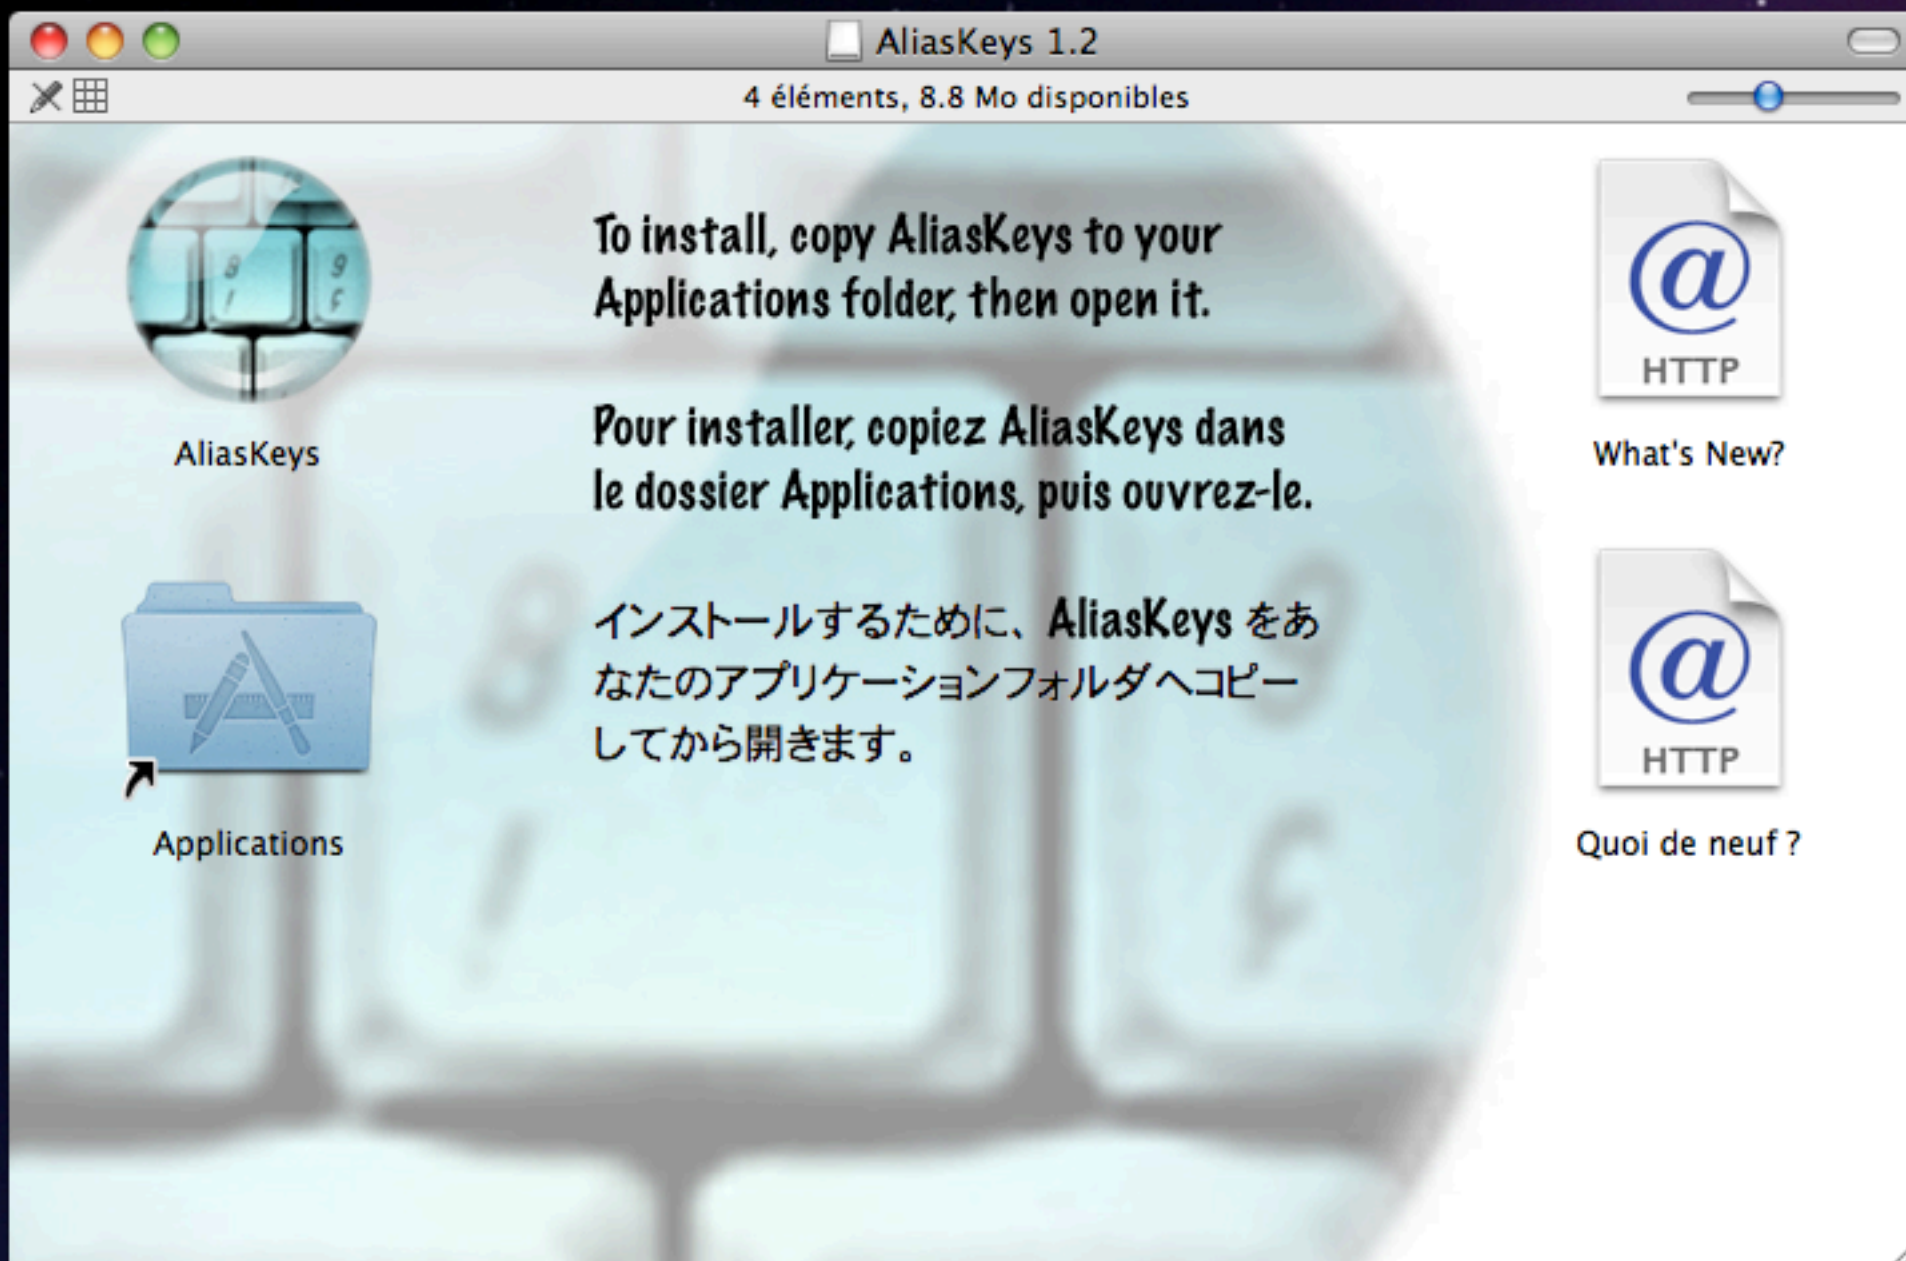 AliasKeys 1.2
4 éléments, 8.8 Mo disponibles
AliasKeys
To install, copy AliasKeys to your
Applications folder, then open it.
Pour installer, copiez AliasKeys dans
le dossier Applications, puis ouvrez-le.
インストールするために、AliasKeys をあ
なたのアプリケーションフォルダへコピー
してから開きます。
Applications
HTTP
What's New?
HTTP
Quoi de neuf ?